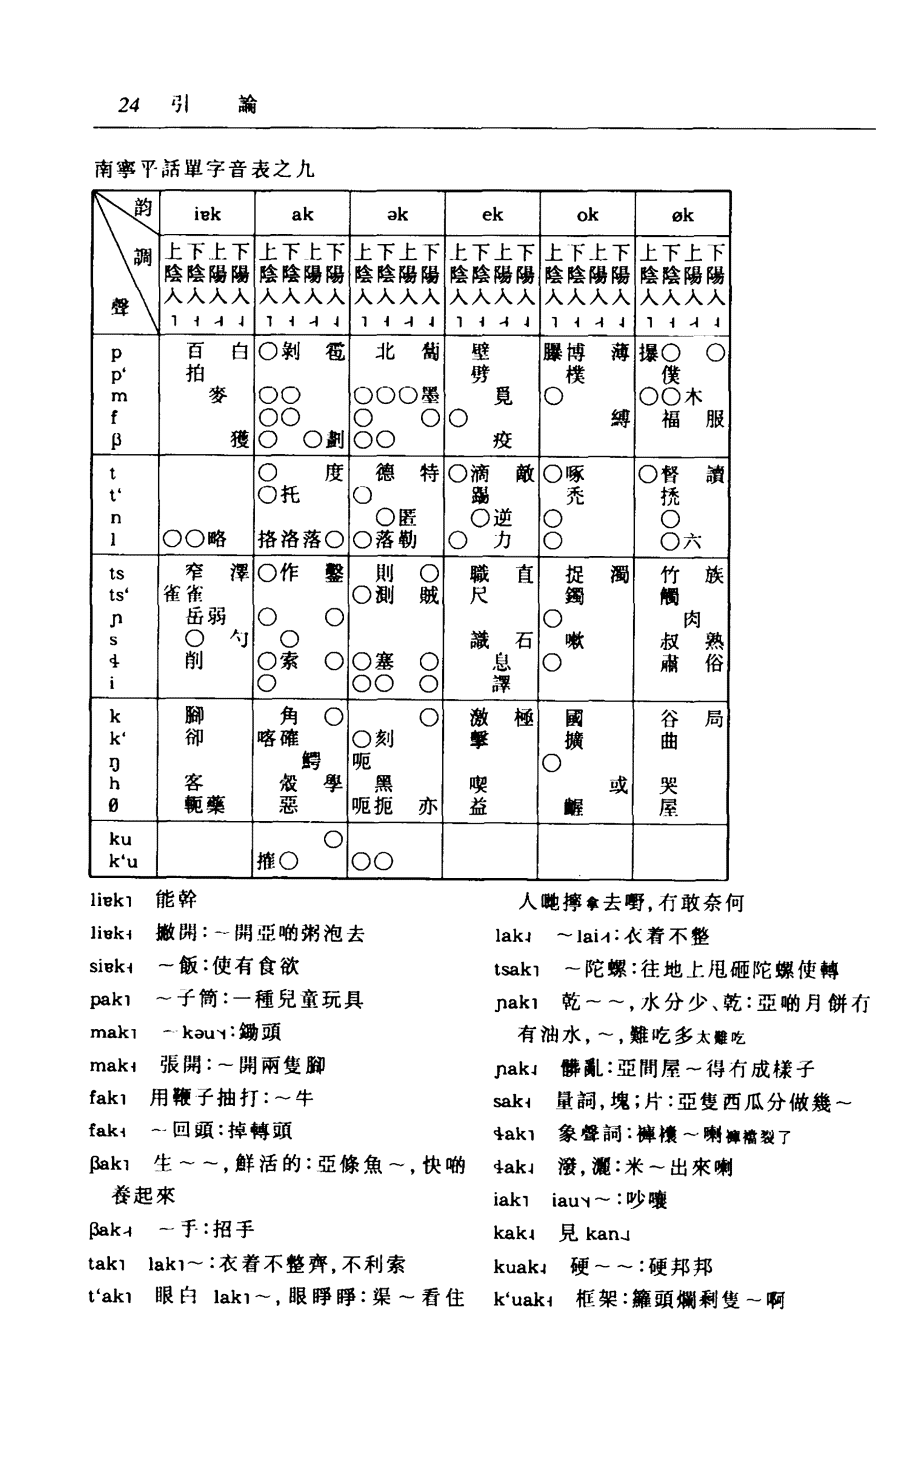 24 引 論
南寧平話單字音表之九
韵 iɐk ak ək ek ok øk
調 上陰入 下陰入 上陽入 下陽入 上陰入 下陰入 上陽入 下陽入 上陰入 下陰入 上陽入 下陽入 上陰入 下陰入 上陽入 下陽入 上陰入 下陰入 上陽入 下陽入 上陰入 下陰入 上陽入 下陽入
聲 ˥ ˧ ˨˧ ˨ ˥ ˧ ˨˧ ˨ ˥ ˧ ˨˧ ˨ ˥ ˧ ˨˧ ˨ ˥ ˧ ˨˧ ˨ ˥ ˧ ˨˧ ˨
p 百 白 ○剝 雹 北 蔔 壁 䐸博 薄 㩧○ ○
p‘ 拍 劈 樸 僕
m 麥 ○○ ○○○墨 覓 ○ ○○木
f ○○ ○ ○ ○ 縛 福 服
β 獲 ○ ○劃 ○○ 疫
t ○ 度 德 特 ○滴 敵 ○啄 ○督 讀
t‘ ○托 ○ 踢 禿 㧋
n ○匿 ○逆 ○ ○
l ○○略 挌洛落○ ○落勒 ○ 力 ○ ○六
ts 窄 澤 ○作 鑿 則 ○ 職 直 捉 濁 竹 族
ts‘ 雀雀 ○測 賊 尺 鐲 觸
ɲ 岳弱 ○ ○ ○ 肉
s ○ 勺 ○ 識 石 嗽 叔 熟
ɬ 削 ○索 ○ ○塞 ○ 息 ○ 肅 俗
i ○ ○○ ○ 譯
k 腳 角 ○ ○ 激 極 國 谷 局
k‘ 卻 喀確 ○刻 擊 擴 曲
ŋ 鰐 呃 ○
h 客 殻 學 黑 喫 或 哭
ø 軛藥 惡 呃扼 亦 益 齷 屋
ku ○
k‘u 摧○ ○○
liɐk˥ 能幹
liɐk˧ 撇開：～開亞啲粥泡去
siɐk˧ ～飯：使有食欲
pak˥ ～子筒：一種兒童玩具
mak˥ ～kəu˧˥：鋤頭
mak˧ 張開：～開兩隻腳
fak˥ 用鞭子抽打：～牛
fak˧ ～回頭：掉轉頭
βak˥ 生～～，鮮活的：亞條魚～，快啲
養起來
βak˨˧ ～手：招手
tak˥ lak˥～：衣着不整齊，不利索
t‘ak˥ 眼白 lak˥～，眼睜睜：渠～看住
人哋擰拿去嘢，冇敢奈何
lak˨ ～lai˨˦：衣着不整
tsak˥ ～陀螺：往地上甩砸陀螺使轉
ɲak˥ 乾～～，水分少、乾：亞啲月餅冇
有油水，～，難吃多太難吃
ɲak˨ 髒亂：亞間屋～得冇成樣子
sak˧ 量詞，塊；片：亞隻西瓜分做幾～
ɬak˥ 象聲詞：褲㯲～喇褲襠裂了
ɬak˨ 潑，灑：米～出來喇
iak˥ iau˧˥～：吵嚷
kak˨ 見 kan˨
kuak˨ 硬～～：硬邦邦
k‘uak˧ 框架：籮頭爛剩隻～啊